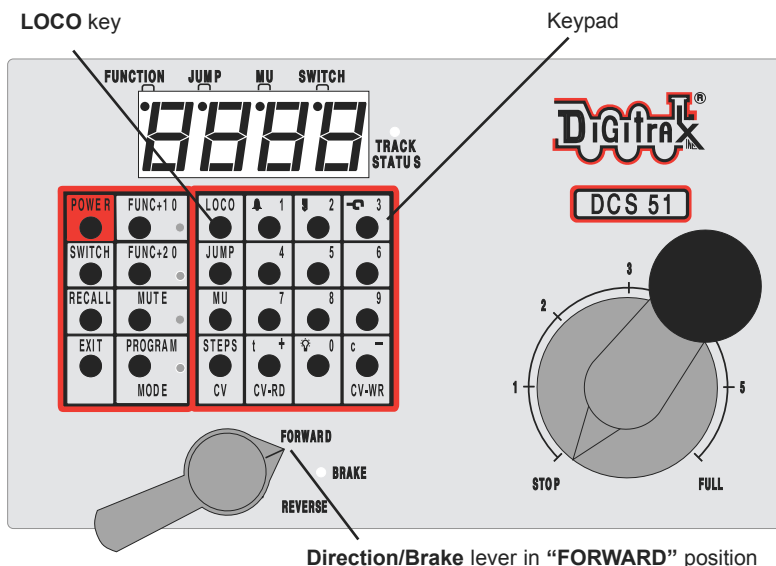 LOCO key
Keypad
FUNCTION JUMP MU SWITCH
8888
TRACK
STATUS
DIGITRAX ® INC.
DCS 51
POWER FUNC+10 LOCO 1 2 3
SWITCH FUNC+20 JUMP 4 5 6
RECALL MUTE MU 7 8 9
EXIT PROGRAM STEPS t + 0 c -
MODE CV CV-RD CV-WR
1 2 3 5
STOP FULL
FORWARD
BRAKE
REVERSE
Direction/Brake lever in “FORWARD” position